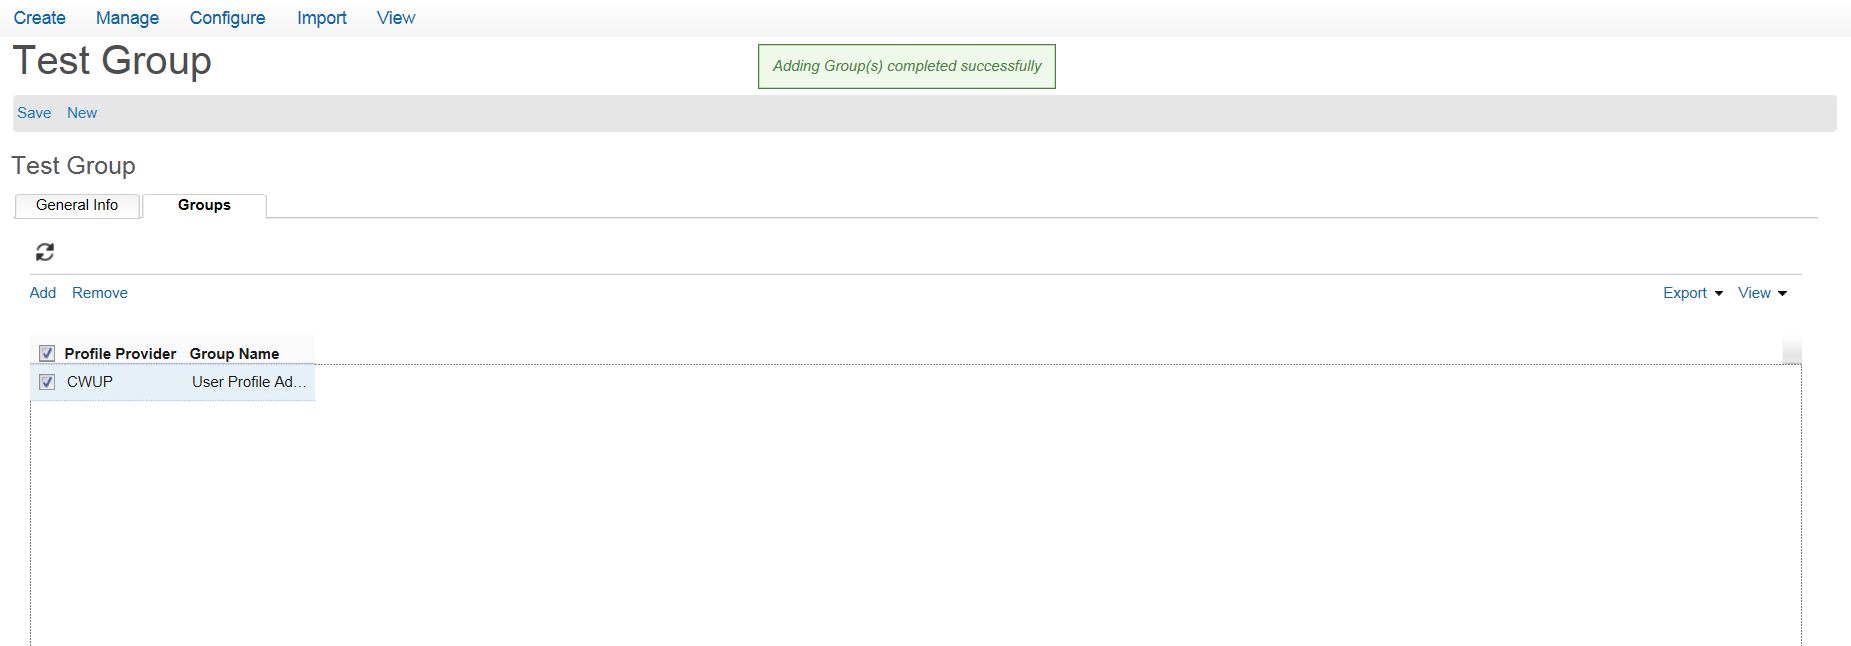 Create Manage Configure Import View
Test Group
Adding Group(s) completed successfully
Save New
Test Group
General Info Groups
Add Remove Export View
Profile Provider Group Name
CWUP User Profile Ad...